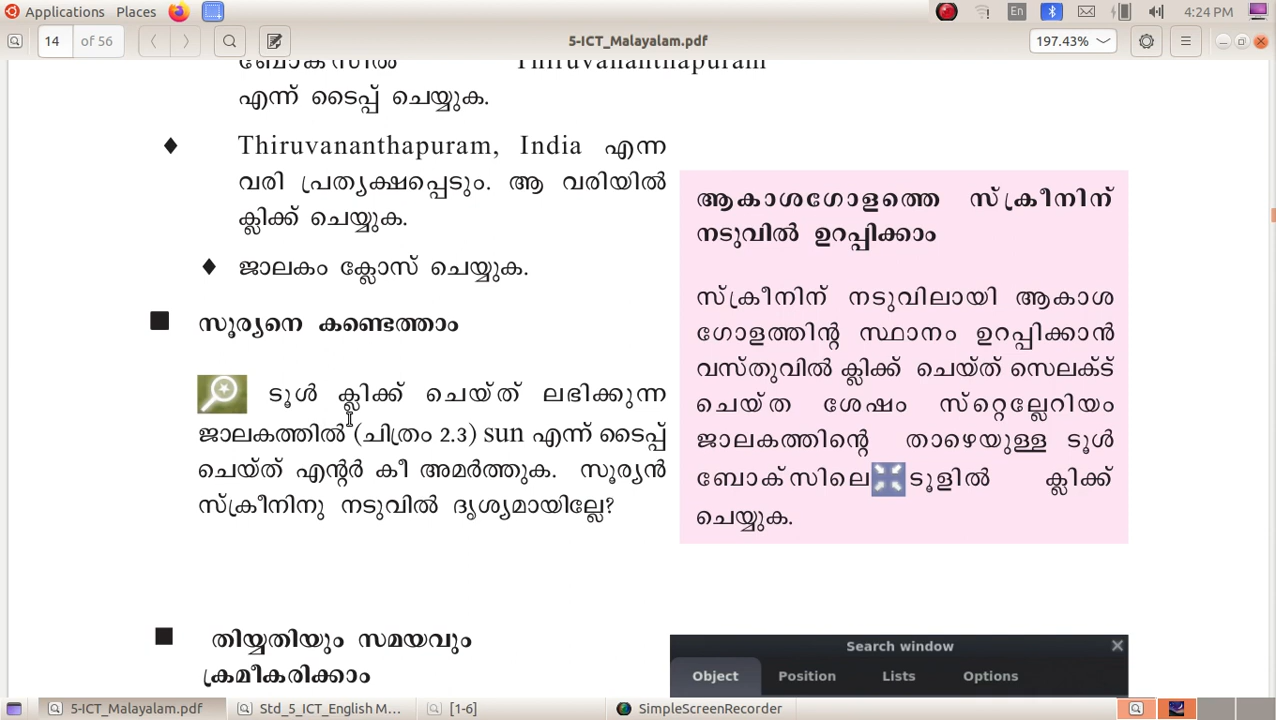 Applications Places En 4:24 PM
14 of 56 5-ICT_Malayalam.pdf 197.43%
ബോക്സിൽ Thiruvananthapuram
എന്ന് ടൈപ്പ് ചെയ്യുക.
♦ Thiruvananthapuram, India എന്ന
വരി പ്രത്യക്ഷപ്പെടും. ആ വരിയിൽ
ക്ലിക്ക് ചെയ്യുക.
♦ ജാലകം ക്ലോസ് ചെയ്യുക.
■ സൂര്യനെ കണ്ടെത്താം
ടൂൾ ക്ലിക്ക് ചെയ്ത് ലഭിക്കുന്ന
ജാലകത്തിൽ (ചിത്രം 2.3) sun എന്ന് ടൈപ്പ്
ചെയ്ത് എന്റർ കീ അമർത്തുക. സൂര്യൻ
സ്ക്രീനിനു നടുവിൽ ദൃശ്യമായില്ലേ?
■ തിയ്യതിയും സമയവും
ക്രമീകരിക്കാം
ആകാശഗോളത്തെ സ്ക്രീനിന്
നടുവിൽ ഉറപ്പിക്കാം
സ്ക്രീനിന് നടുവിലായി ആകാശ
ഗോളത്തിന്റ സ്ഥാനം ഉറപ്പിക്കാൻ
വസ്തുവിൽ ക്ലിക്ക് ചെയ്ത് സെലക്ട്
ചെയ്ത ശേഷം സ്റ്റെല്ലേറിയം
ജാലകത്തിന്റെ താഴെയുള്ള ടൂൾ
ബോക്സിലെ ടൂളിൽ ക്ലിക്ക്
ചെയ്യുക.
Search window
Object Position Lists Options
5-ICT_Malayalam.pdf Std_5_ICT_English M... [1-6] SimpleScreenRecorder